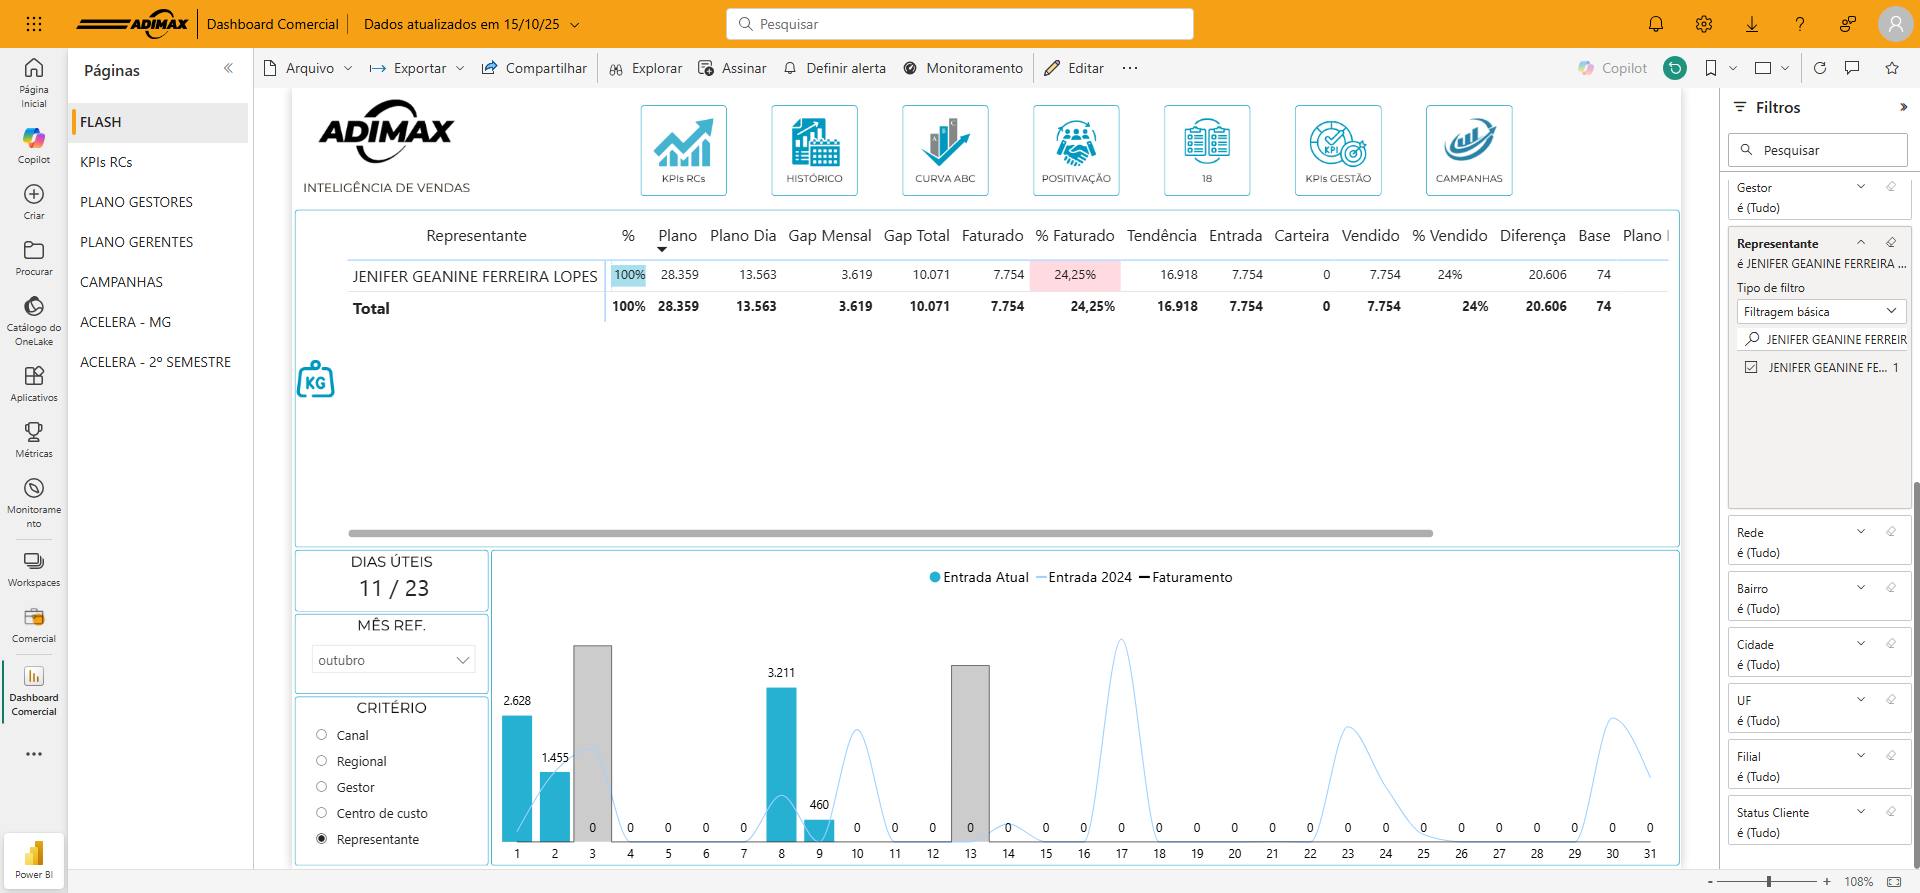 ADIMAX
Dashboard Comercial
Dados atualizados em 15/10/25
Pesquisar
Página
Inicial
Copilot
Criar
Procurar
Catálogo do
OneLake
Aplicativos
Métricas
Monitorame
nto
Workspaces
Comercial
Dashboard
Comercial
Power BI
Páginas
FLASH
KPIs RCs
PLANO GESTORES
PLANO GERENTES
CAMPANHAS
ACELERA - MG
ACELERA - 2º SEMESTRE
Arquivo
Exportar
Compartilhar
Explorar
Assinar
Definir alerta
Monitoramento
Editar
Copilot
ADIMAX
INTELIGÊNCIA DE VENDAS
KPIs RCs
HISTÓRICO
A B C
CURVA ABC
POSITIVAÇÃO
18
KPI
KPIs GESTÃO
CAMPANHAS
Representante % Plano Plano Dia Gap Mensal Gap Total Faturado % Faturado Tendência Entrada Carteira Vendido % Vendido Diferença Base Plano
JENIFER GEANINE FERREIRA LOPES 100% 28.359 13.563 3.619 10.071 7.754 24,25% 16.918 7.754 0 7.754 24% 20.606 74
Total 100% 28.359 13.563 3.619 10.071 7.754 24,25% 16.918 7.754 0 7.754 24% 20.606 74
KG
DIAS ÚTEIS
11 / 23
MÊS REF.
outubro
CRITÉRIO
Canal
Regional
Gestor
Centro de custo
Representante
Entrada Atual Entrada 2024 Faturamento
2.628 1.455 0 0 0 0 0 3.211 460 0 0 0 0 0 0 0 0 0 0 0 0 0 0 0 0 0 0 0 0 0 0
1 2 3 4 5 6 7 8 9 10 11 12 13 14 15 16 17 18 19 20 21 22 23 24 25 26 27 28 29 30 31
Filtros
Pesquisar
Gestor
é (Tudo)
Representante
é JENIFER GEANINE FERREIRA ...
Tipo de filtro
Filtragem básica
JENIFER GEANINE FERREIR
JENIFER GEANINE FE... 1
Rede
é (Tudo)
Bairro
é (Tudo)
Cidade
é (Tudo)
UF
é (Tudo)
Filial
é (Tudo)
Status Cliente
é (Tudo)
- + 108%